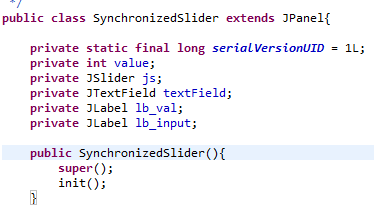 */
public class SynchronizedSlider extends JPanel{
private static final long serialVersionUID = 1L;
private int value;
private JSlider js;
private JTextField textField;
private JLabel lb_val;
private JLabel lb_input;
public SynchronizedSlider(){
super();
init();
}